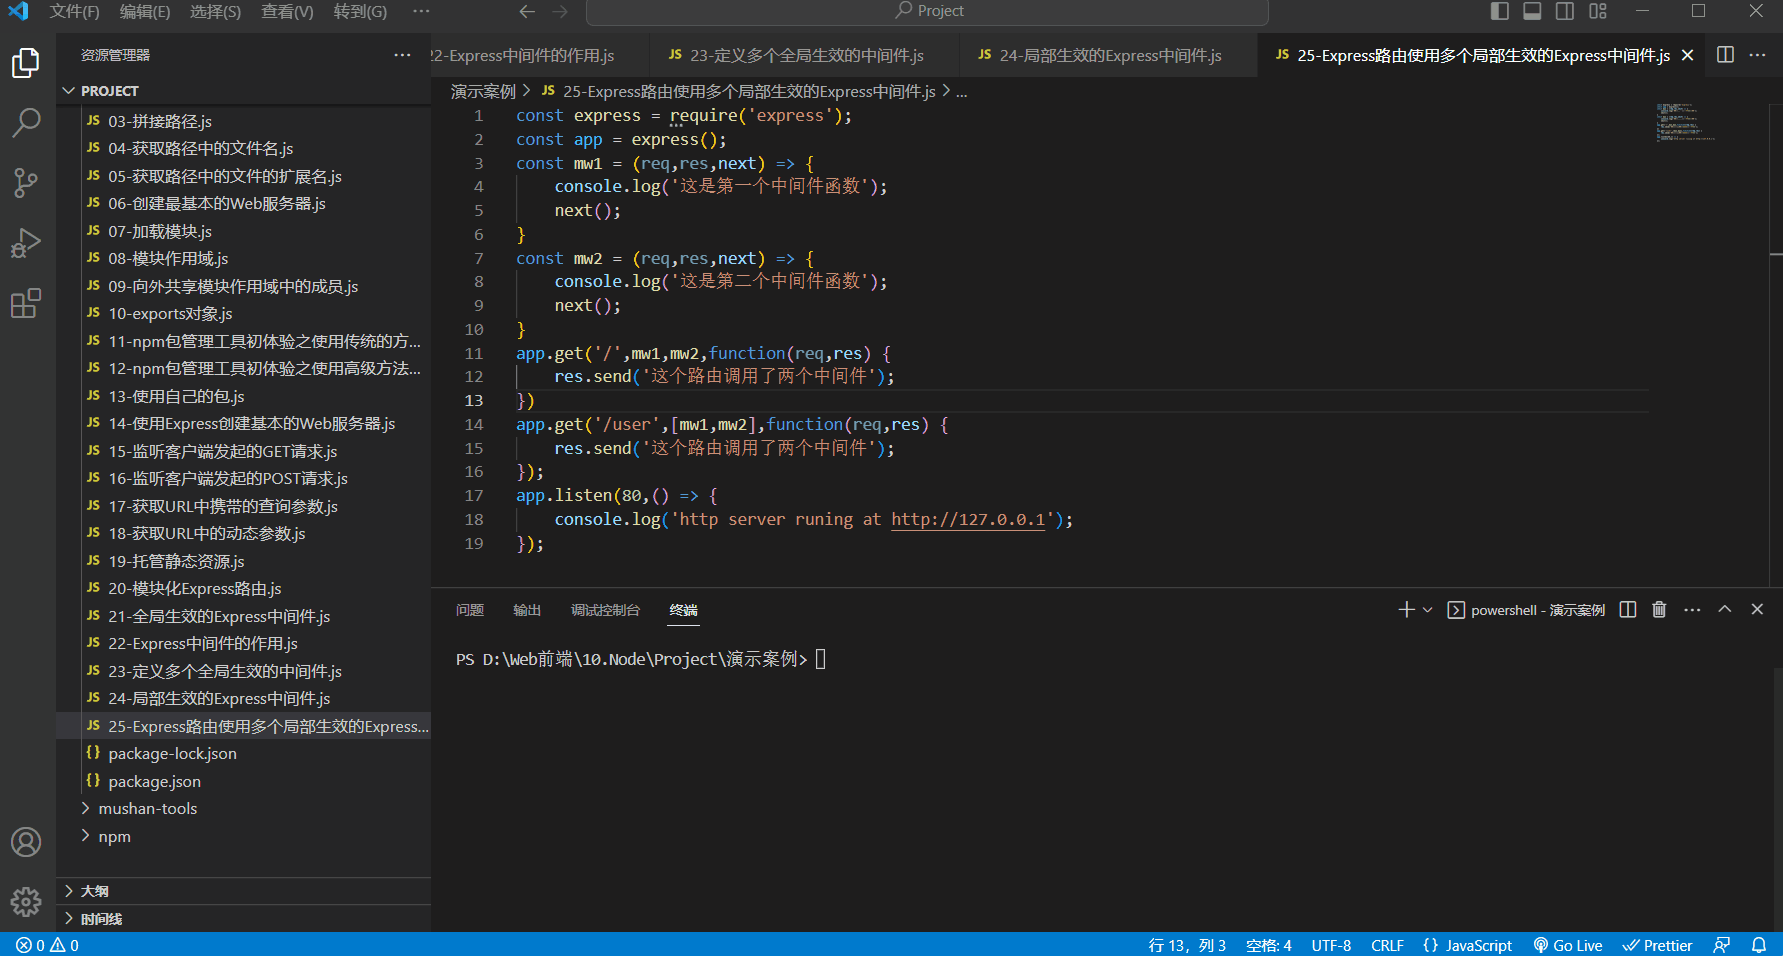 文件(F) 编辑(E) 选择(S) 查看(V) 转到(G) ··· Project
资源管理器 ···
22-Express中间件的作用.js JS 23-定义多个全局生效的中间件.js JS 24-局部生效的Express中间件.js JS 25-Express路由使用多个局部生效的Express中间件.js ···
PROJECT
JS 03-拼接路径.js
JS 04-获取路径中的文件名.js
JS 05-获取路径中的文件的扩展名.js
JS 06-创建最基本的Web服务器.js
JS 07-加载模块.js
JS 08-模块作用域.js
JS 09-向外共享模块作用域中的成员.js
JS 10-exports对象.js
JS 11-npm包管理工具初体验之使用传统的方...
JS 12-npm包管理工具初体验之使用高级方法...
JS 13-使用自己的包.js
JS 14-使用Express创建基本的Web服务器.js
JS 15-监听客户端发起的GET请求.js
JS 16-监听客户端发起的POST请求.js
JS 17-获取URL中携带的查询参数.js
JS 18-获取URL中的动态参数.js
JS 19-托管静态资源.js
JS 20-模块化Express路由.js
JS 21-全局生效的Express中间件.js
JS 22-Express中间件的作用.js
JS 23-定义多个全局生效的中间件.js
JS 24-局部生效的Express中间件.js
JS 25-Express路由使用多个局部生效的Express...
{} package-lock.json
{} package.json
mushan-tools
npm
大纲
时间线
演示案例 > JS 25-Express路由使用多个局部生效的Express中间件.js > ...
1 const express = require('express');
2 const app = express();
3 const mw1 = (req,res,next) => {
4 console.log('这是第一个中间件函数');
5 next();
6 }
7 const mw2 = (req,res,next) => {
8 console.log('这是第二个中间件函数');
9 next();
10 }
11 app.get('/',mw1,mw2,function(req,res) {
12 res.send('这个路由调用了两个中间件');
13 })
14 app.get('/user',[mw1,mw2],function(req,res) {
15 res.send('这个路由调用了两个中间件');
16 });
17 app.listen(80,() => {
18 console.log('http server runing at http://127.0.0.1');
19 });
问题 输出 调试控制台 终端 powershell - 演示案例 ···
PS D:\Web前端\10.Node\Project\演示案例>
0 0 行 13，列 3 空格: 4 UTF-8 CRLF {} JavaScript Go Live Prettier